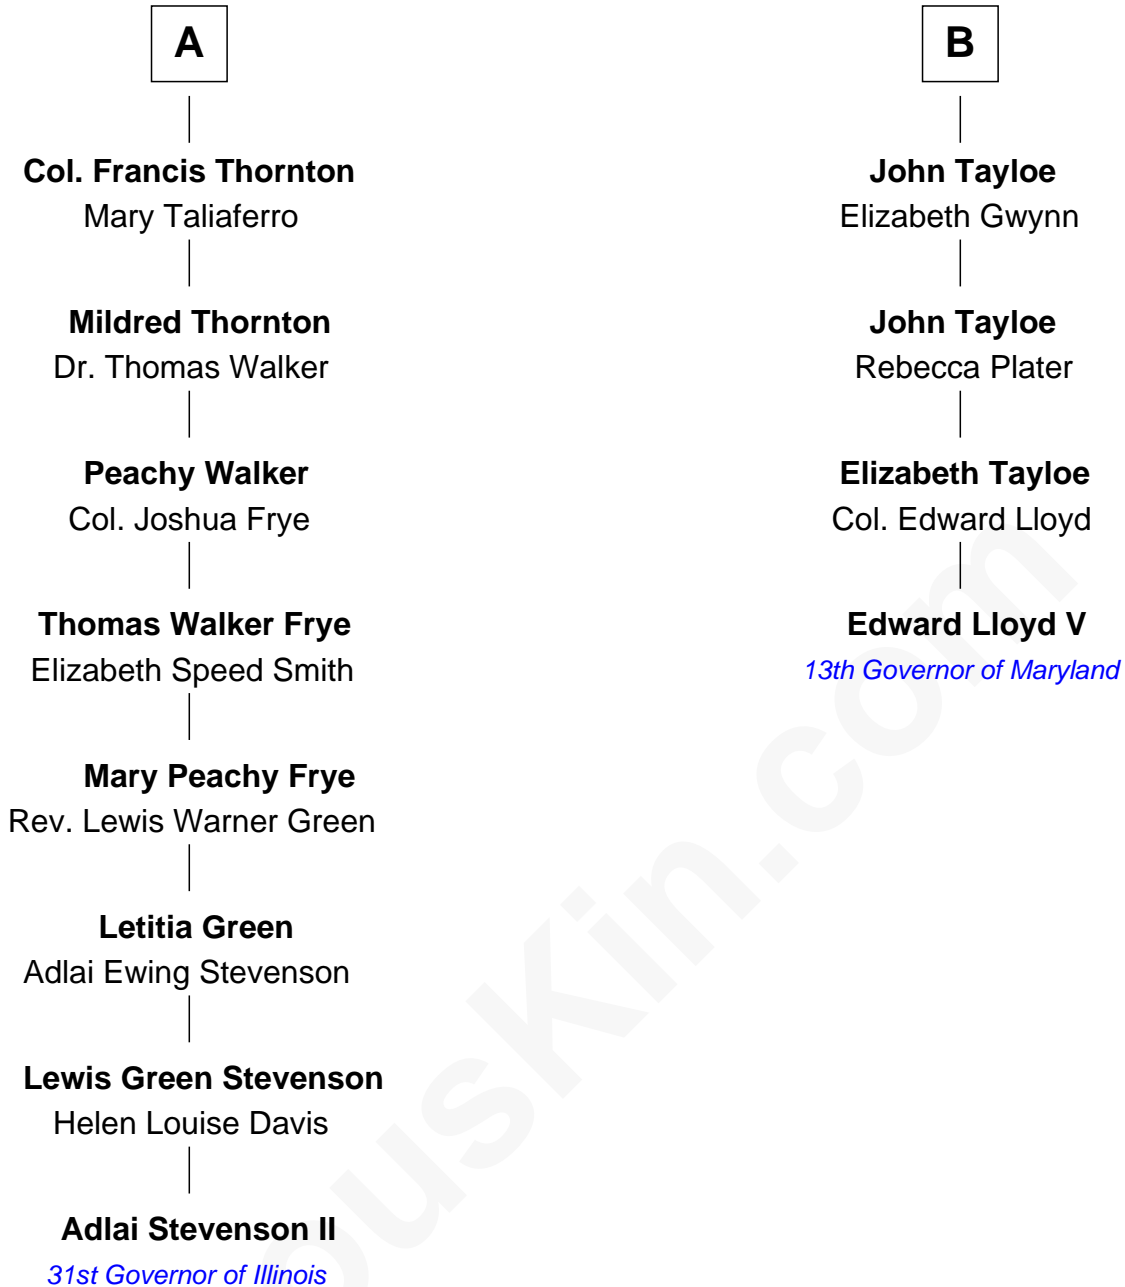 A
Col. Francis Thornton
Mary Taliaferro
Mildred Thornton
Dr. Thomas Walker
Peachy Walker
Col. Joshua Frye
Thomas Walker Frye
Elizabeth Speed Smith
Mary Peachy Frye
Rev. Lewis Warner Green
Letitia Green
Adlai Ewing Stevenson
Lewis Green Stevenson
Helen Louise Davis
Adlai Stevenson II
31st Governor of Illinois
B
John Tayloe
Elizabeth Gwynn
John Tayloe
Rebecca Plater
Elizabeth Tayloe
Col. Edward Lloyd
Edward Lloyd V
13th Governor of Maryland
ouskin.com